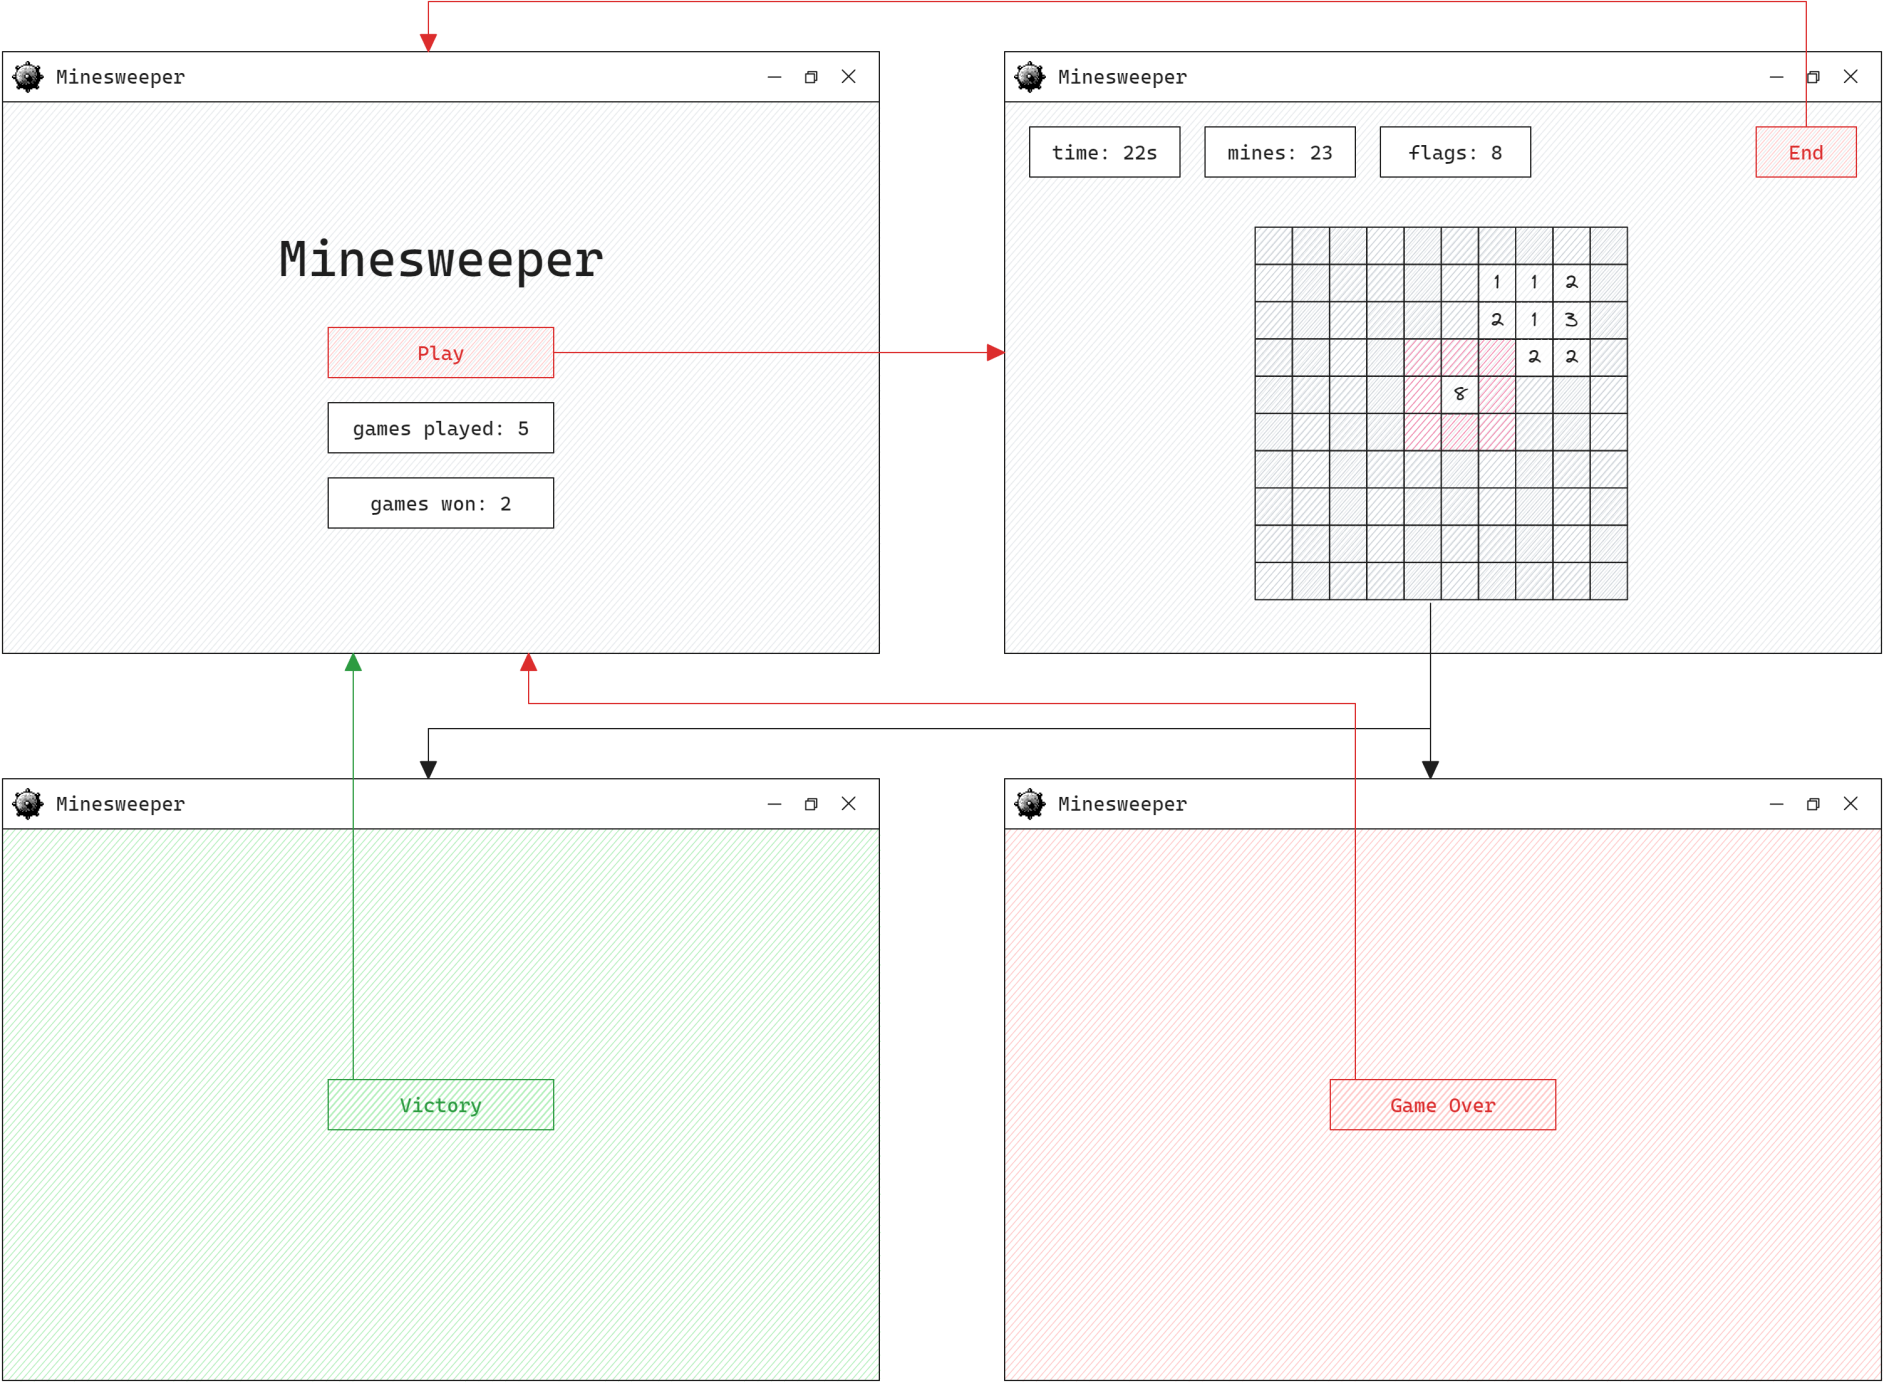 Minesweeper
Minesweeper
Play
games played: 5
games won: 2
Minesweeper
time: 22s
mines: 23
flags: 8
End
1 1 2
2 1 3
2 2
8
Minesweeper
Victory
Minesweeper
Game Over